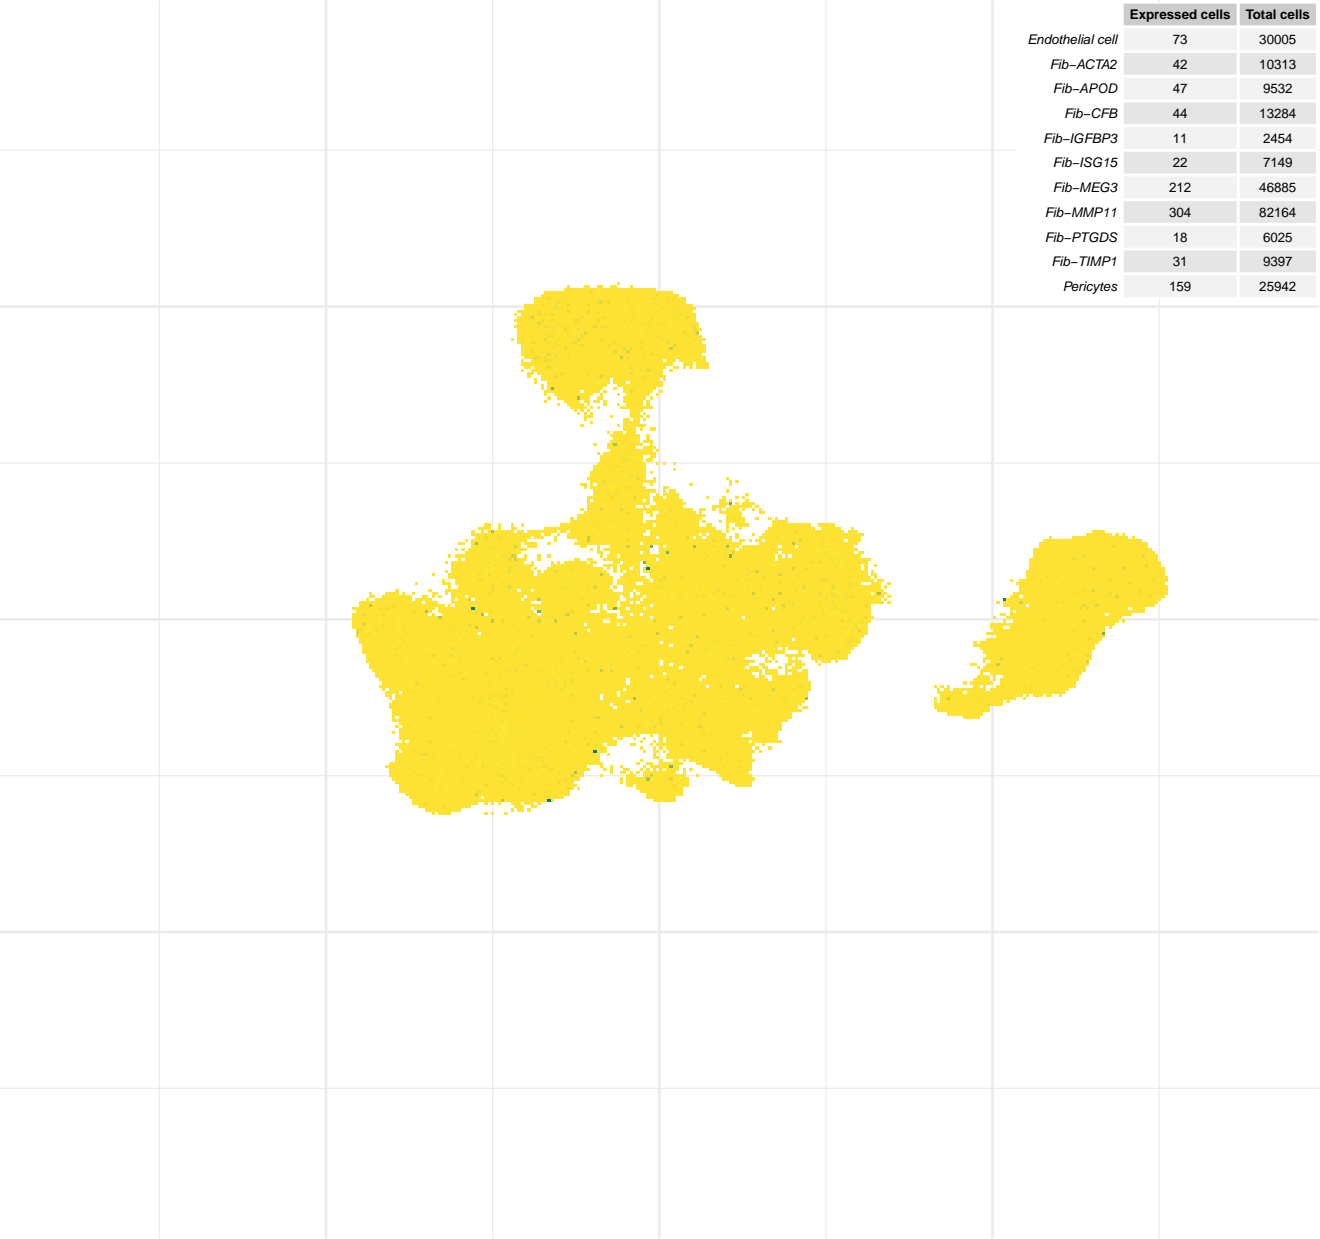 Expressed cells Total cells
Endothelial cell 73 30005
Fib−ACTA2 42 10313
Fib−APOD 47 9532
Fib−CFB 44 13284
Fib−IGFBP3 11 2454
Fib−ISG15 22 7149
Fib−MEG3 212 46885
Fib−MMP11 304 82164
Fib−PTGDS 18 6025
Fib−TIMP1 31 9397
Pericytes 159 25942